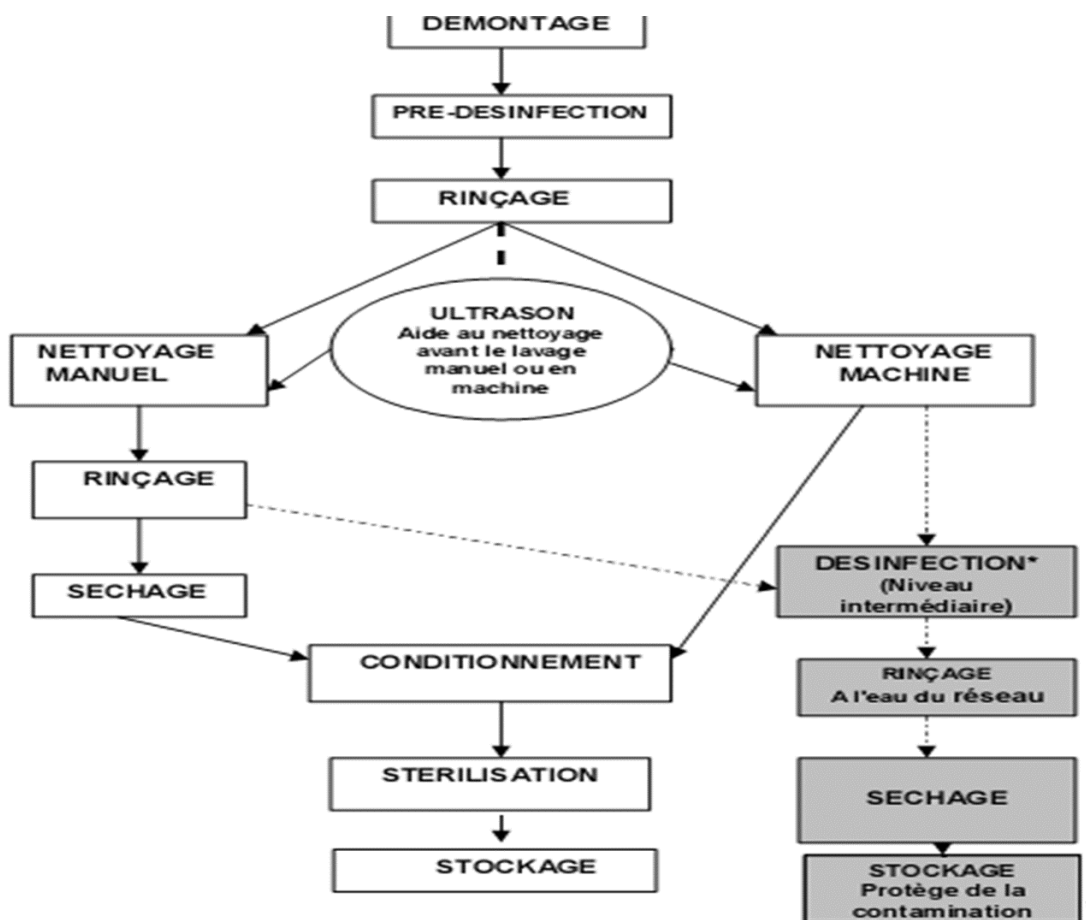 DEMONTAGE
PRE-DESINFECTION
RINÇAGE
ULTRASON
Aide au nettoyage
avant le lavage
manuel ou en
machine
NETTOYAGE
MANUEL
NETTOYAGE
MACHINE
RINÇAGE
SECHAGE
DESINFECTION*
(Niveau
intermédiaire)
CONDITIONNEMENT
RINÇAGE
A l'eau du réseau
STERILISATION
SECHAGE
STOCKAGE
STOCKAGE
Protège de la
contamination